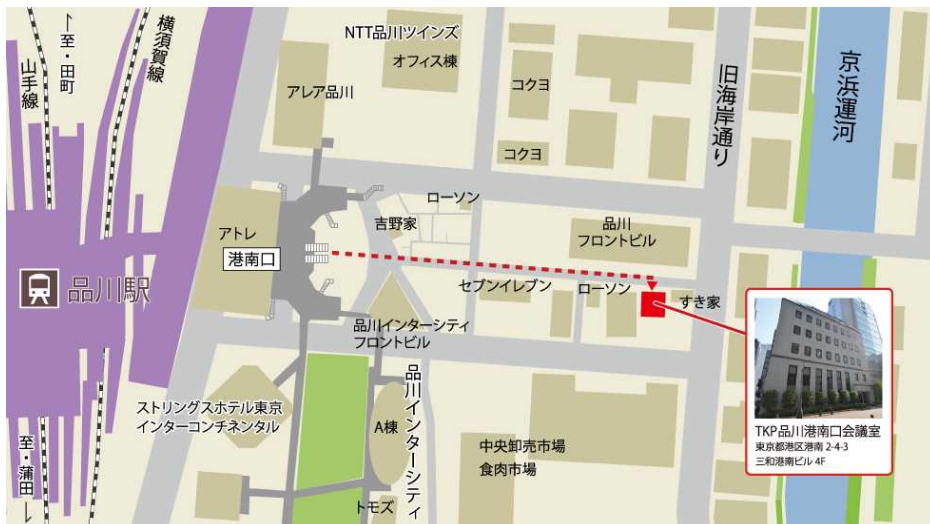 山手線
至・田町
横須賀線
NTT品川ツインズ
オフィス棟
アレア品川
コクヨ
コクヨ
旧海岸通り
京浜運河
アトレ
港南口
吉野家
ローソン
品川
フロントビル
品川駅
セブンイレブン
ローソン
すき家
品川インターシティ
フロントビル
ストリングスホテル東京
インターコンチネンタル
A棟
品川インターシティ
中央卸売市場
食肉市場
トモズ
至・蒲田
TKP品川港南口会議室
東京都港区港南 2-4-3
三和港南ビル 4F